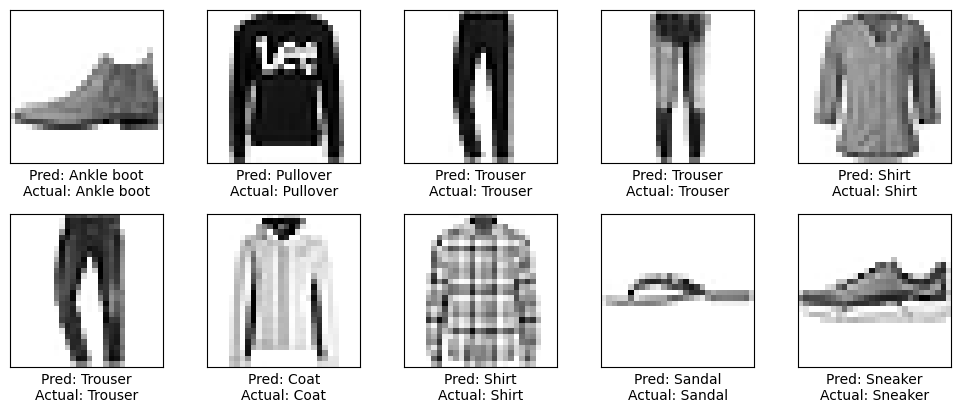 Lee
Pred: Ankle boot
Actual: Ankle boot
Pred: Pullover
Actual: Pullover
Pred: Trouser
Actual: Trouser
Pred: Trouser
Actual: Trouser
Pred: Shirt
Actual: Shirt
Pred: Trouser
Actual: Trouser
Pred: Coat
Actual: Coat
Pred: Shirt
Actual: Shirt
Pred: Sandal
Actual: Sandal
Pred: Sneaker
Actual: Sneaker